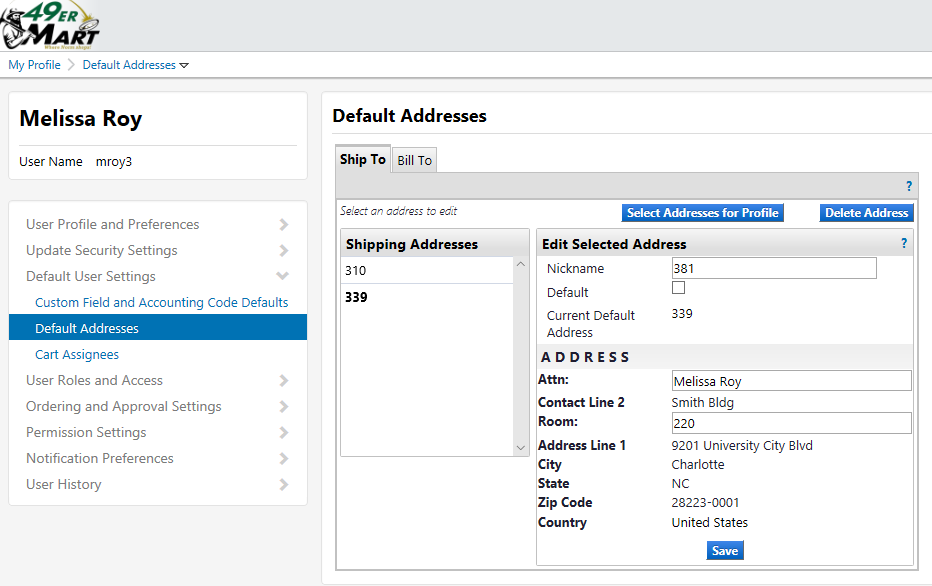 49ER
MART
Where Norm shops!
My Profile > Default Addresses
Melissa Roy
User Name mroy3
User Profile and Preferences
Update Security Settings
Default User Settings
Custom Field and Accounting Code Defaults
Default Addresses
Cart Assignees
User Roles and Access
Ordering and Approval Settings
Permission Settings
Notification Preferences
User History
Default Addresses
Ship To Bill To
?
Select an address to edit Select Addresses for Profile Delete Address
Shipping Addresses
310
339
Edit Selected Address ?
Nickname 381
Default
Current Default Address 339
ADDRESS
Attn: Melissa Roy
Contact Line 2 Smith Bldg
Room: 220
Address Line 1 9201 University City Blvd
City Charlotte
State NC
Zip Code 28223-0001
Country United States
Save